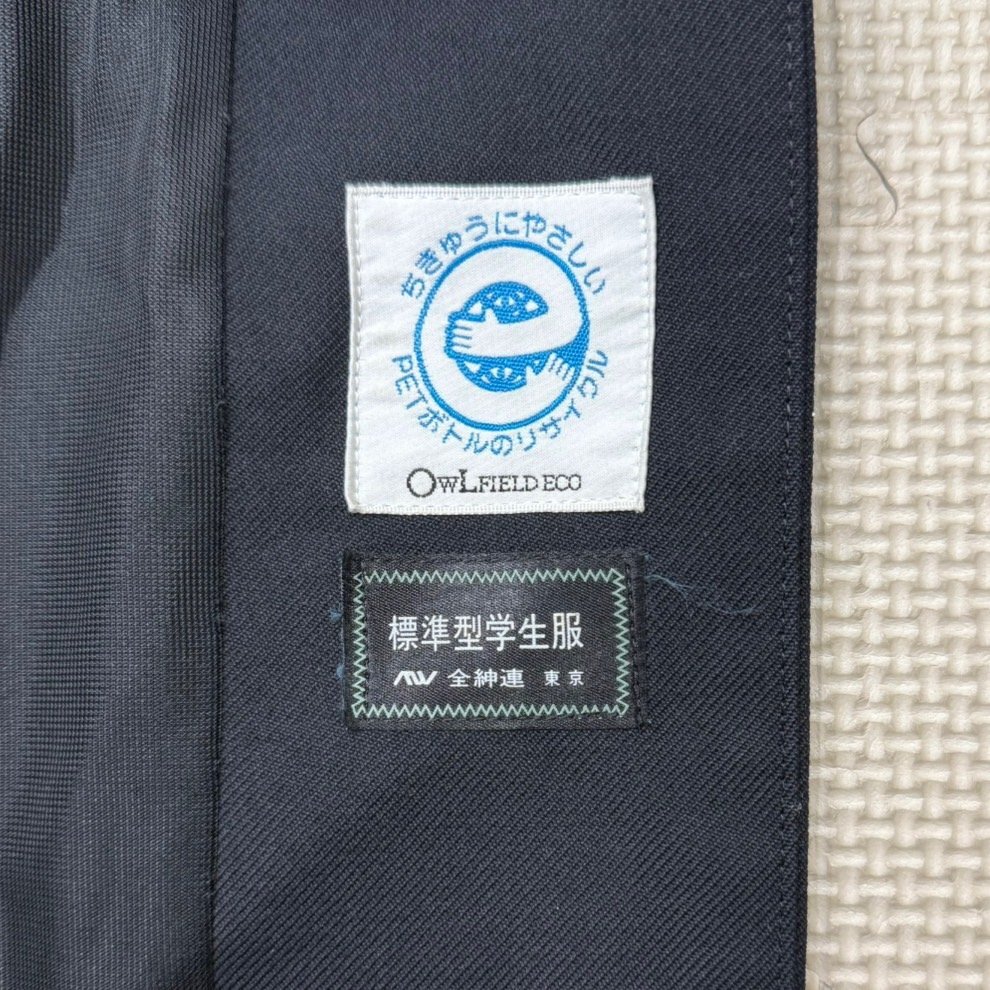 ちきゅうにやさしい
PETボトルのリサイクル
OWLFIELD ECO
標準型学生服
全紳連 東京